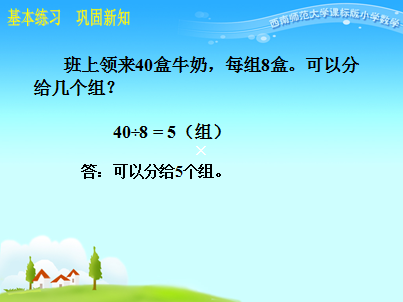 基本练习 巩固新知
西南师范大学课标版小学数学
班上领来40盒牛奶，每组8盒。可以分
给几个组？
40÷8 = 5（组）
答：可以分给5个组。